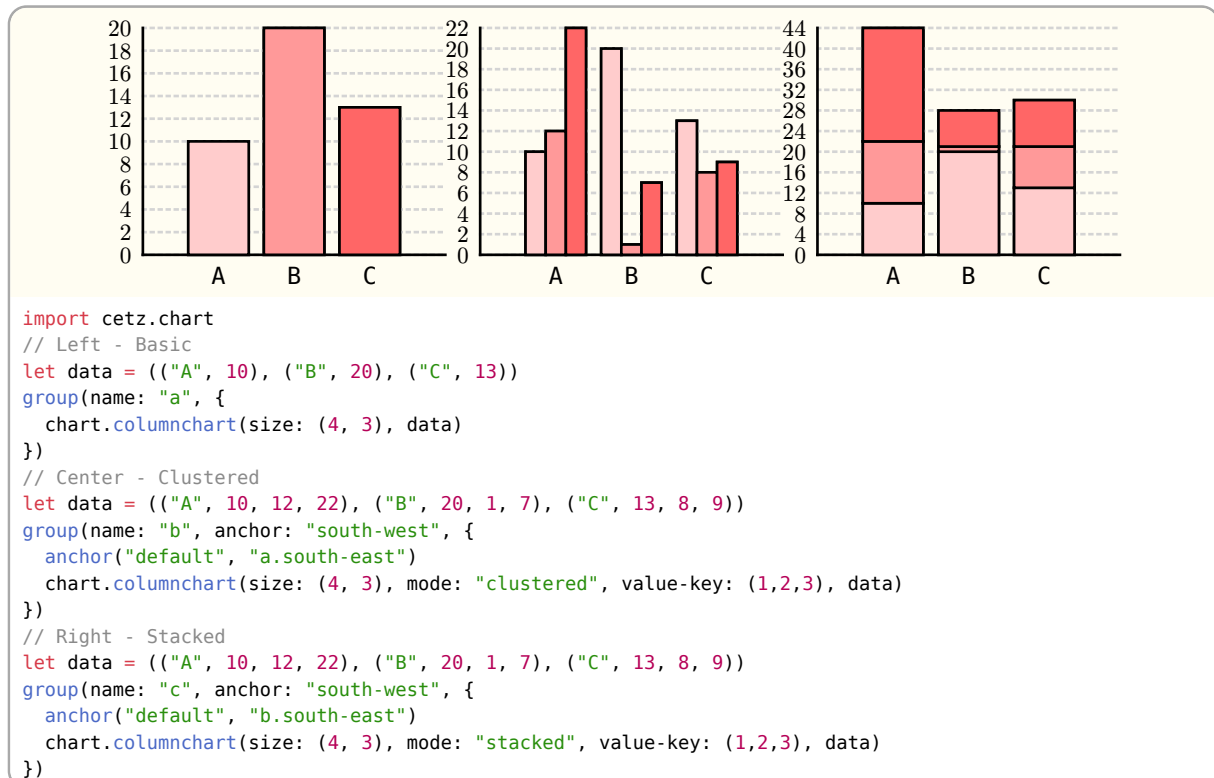 20
18
16
14
12
10
8
6
4
2
0
A B C
22
20
18
16
14
12
10
8
6
4
2
0
A B C
44
40
36
32
28
24
20
16
12
8
4
0
A B C
import cetz.chart
// Left - Basic
let data = (("A", 10), ("B", 20), ("C", 13))
group(name: "a", {
  chart.columnchart(size: (4, 3), data)
})
// Center - Clustered
let data = (("A", 10, 12, 22), ("B", 20, 1, 7), ("C", 13, 8, 9))
group(name: "b", anchor: "south-west", {
  anchor("default", "a.south-east")
  chart.columnchart(size: (4, 3), mode: "clustered", value-key: (1,2,3), data)
})
// Right - Stacked
let data = (("A", 10, 12, 22), ("B", 20, 1, 7), ("C", 13, 8, 9))
group(name: "c", anchor: "south-west", {
  anchor("default", "b.south-east")
  chart.columnchart(size: (4, 3), mode: "stacked", value-key: (1,2,3), data)
})